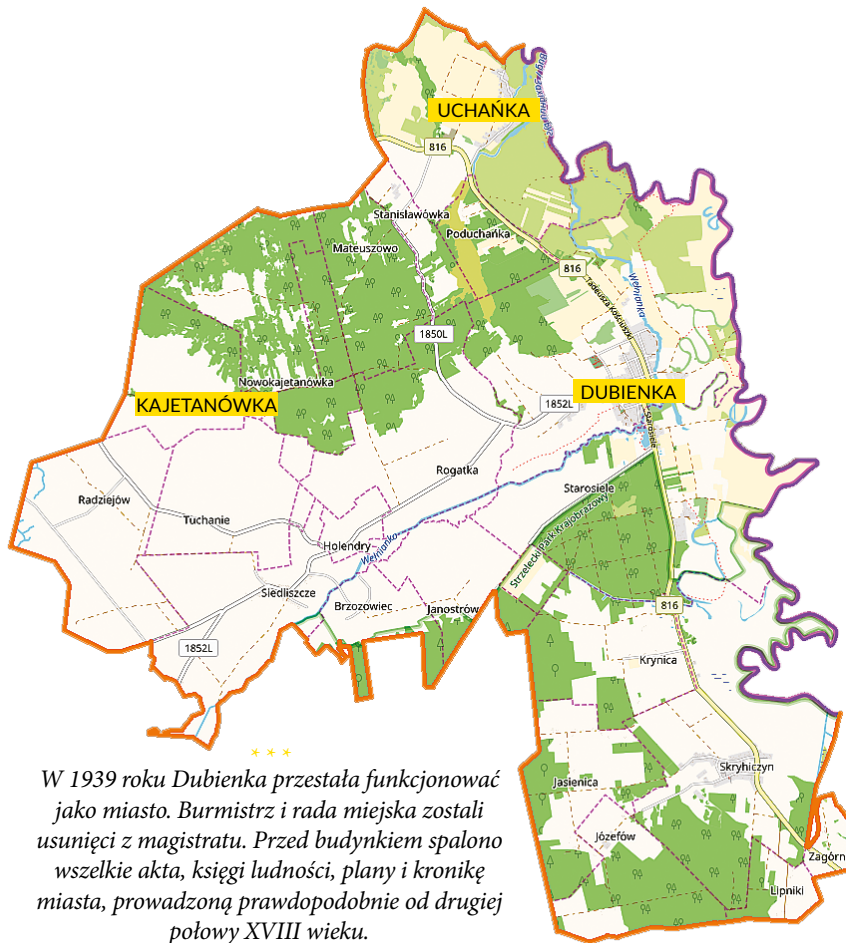 UCHAŃKA
816
Stanisławówka
Poduchańka
Mateuszowo
816
Tadeusza Kościuszki
Wełnianka
1850L
Nowokajetanówka
KAJETANÓWKA
DUBIENKA
1852L
Starosiele
Rogatka
Radziejów
Starosiele
Tuchanie
Strzelecki Park Krajobrazowy
Holendry
Wełnianka
Siedliszcze
Brzozowiec
Janostrów
816
1852L
Krynica
Skryhiczyn
Jasienica
Józefów
Zagórn
Lipniki
* * *
W 1939 roku Dubienka przestała funkcjonować
jako miasto. Burmistrz i rada miejska zostali
usunięci z magistratu. Przed budynkiem spalono
wszelkie akta, księgi ludności, plany i kronikę
miasta, prowadzoną prawdopodobnie od drugiej
połowy XVIII wieku.